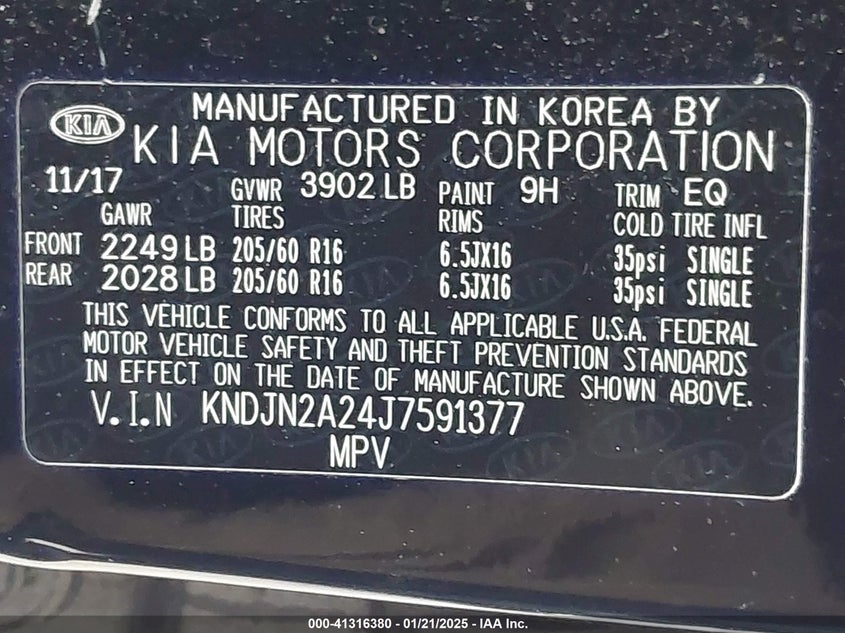 MANUFACTURED IN KOREA BY
KIA KIA MOTORS CORPORATION
11/17 GVWR 3902 LB PAINT 9H TRIM EQ
GAWR TIRES RIMS COLD TIRE INFL
FRONT 2249 LB 205/60 R16 6.5JX16 35psi SINGLE
REAR 2028 LB 205/60 R16 6.5JX16 35psi SINGLE
THIS VEHICLE CONFORMS TO ALL APPLICABLE U.S.A. FEDERAL
MOTOR VEHICLE SAFETY AND THEFT PREVENTION STANDARDS
IN EFFECT ON THE DATE OF MANUFACTURE SHOWN ABOVE.
V.I.N KNDJN2A24J7591377
MPV
000-41316380 - 01/21/2025 - IAA Inc.